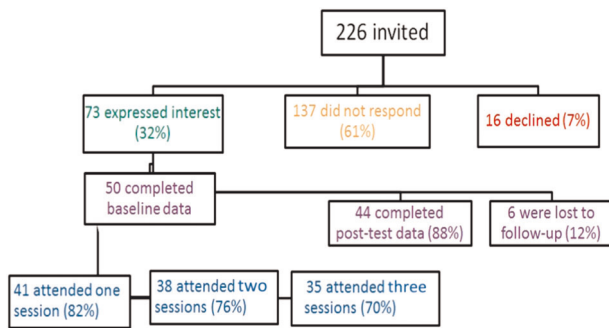 226 invited
73 expressed interest
(32%)
137 did not respond
(61%)
16 declined (7%)
50 completed
baseline data
44 completed
post-test data (88%)
6 were lost to
follow-up (12%)
41 attended one
session (82%)
38 attended two
sessions (76%)
35 attended three
sessions (70%)